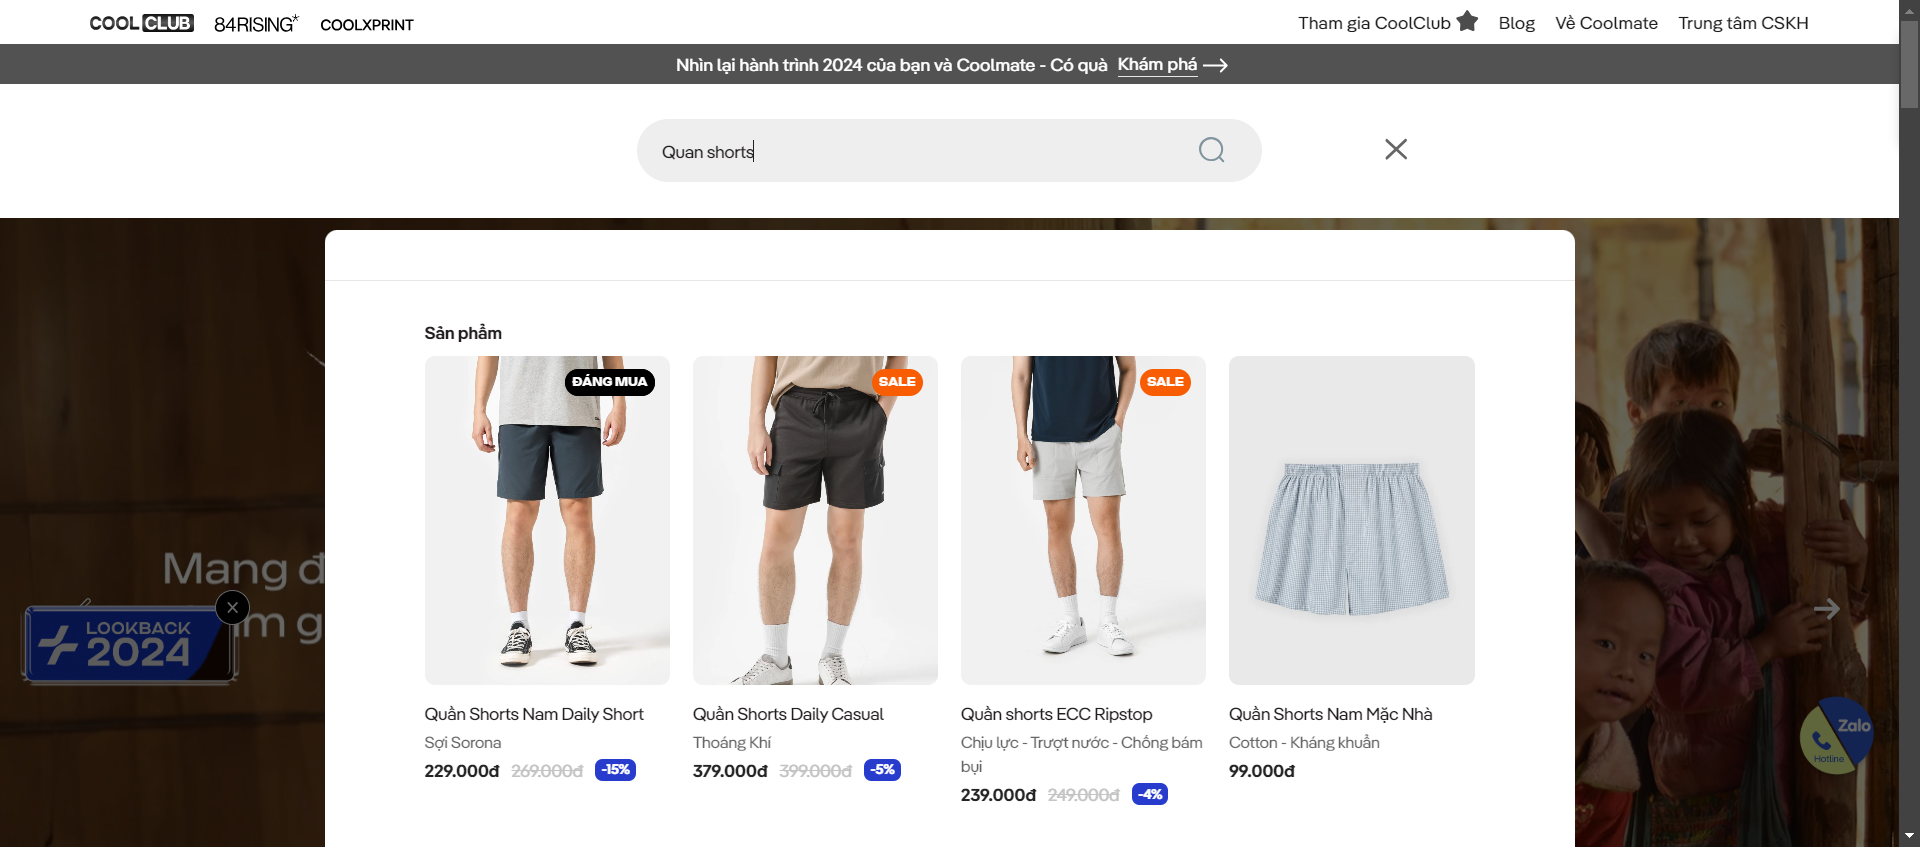 COOL CLUB 84RISING* COOLXPRINT Tham gia CoolClub Blog Về Coolmate Trung tâm CSKH
Nhìn lại hành trình 2024 của bạn và Coolmate - Có quà Khám phá
Quan shorts
Sản phẩm
ĐÁNG MUA
SALE
SALE
Mang đ
m g
LOOKBACK
2024
Quần Shorts Nam Daily Short
Sợi Sorona
229.000đ 269.000đ -15%
Quần Shorts Daily Casual
Thoáng Khí
379.000đ 399.000đ -5%
Quần shorts ECC Ripstop
Chịu lực - Trượt nước - Chống bám
bụi
239.000đ 249.000đ -4%
Quần Shorts Nam Mặc Nhà
Cotton - Kháng khuẩn
99.000đ
Zalo
Hotline